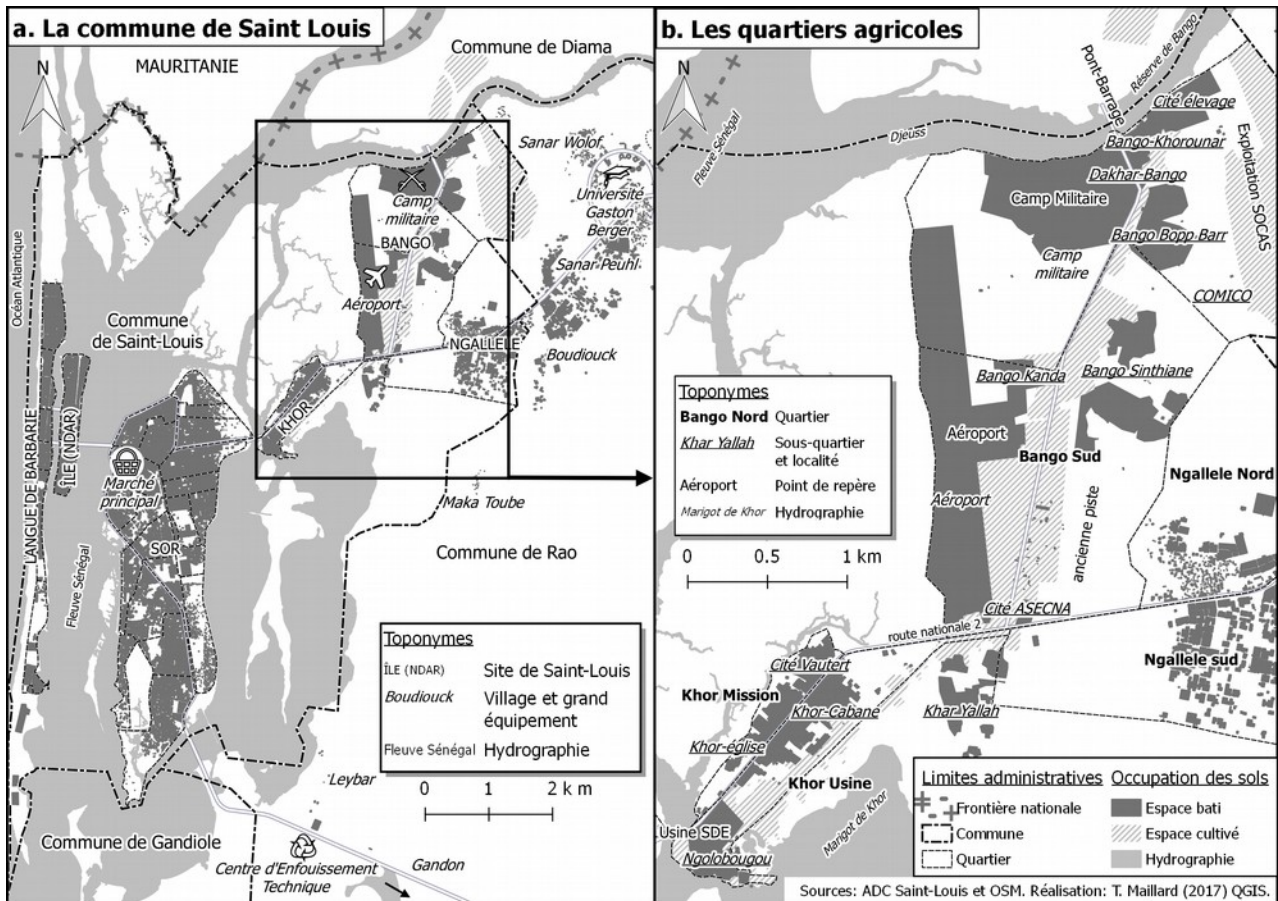 a. La commune de Saint Louis
N
MAURITANIE
Commune de Diama
Océan Atlantique
Sanar Wolof
Université
Gaston
Berger
Camp
militaire
BANGO
Sanar Peuhl
Aéroport
Commune
de Saint-Louis
NGALLELE
Boudiouck
KHOR
LANGUE DE BARBARIE
ÎLE (NDAR)
Marché
principal
Maka Toube
SOR
Commune de Rao
Fleuve Sénégal
Toponymes
ÎLE (NDAR) Site de Saint-Louis
Boudiouck Village et grand
équipement
Fleuve Sénégal Hydrographie
0 1 2 km
Leybar
Commune de Gandiole
Centre d'Enfouissement
Technique
Gandon
b. Les quartiers agricoles
N
Pont-Barrage
Réserve de Bango
Cité élevage
Fleuve Sénégal
Djeuss
Bango-Khorounar
Dakhar-Bango
Exploitation SOCAS
Camp Militaire
Bango Bopp Barr
Camp
militaire
COMICO
Bango Kanda
Bango Sinthiane
Toponymes
Bango Nord Quartier
Khar Yallah Sous-quartier
et localité
Aéroport Point de repère
Marigot de Khor Hydrographie
0 0.5 1 km
Aéroport
Bango Sud
Ngallele Nord
Aéroport
ancienne piste
Cité ASECNA
route nationale 2
Cité Vautert
Ngallele sud
Khor Mission
Khor-Cabane
Khar Yallah
Khor-église
Khor Usine
Usine SDE
Marigot de Khor
Ngolobougou
Limites administratives
Frontière nationale
Commune
Quartier
Occupation des sols
Espace bati
Espace cultivé
Hydrographie
Sources: ADC Saint-Louis et OSM. Réalisation: T. Maillard (2017) QGIS.